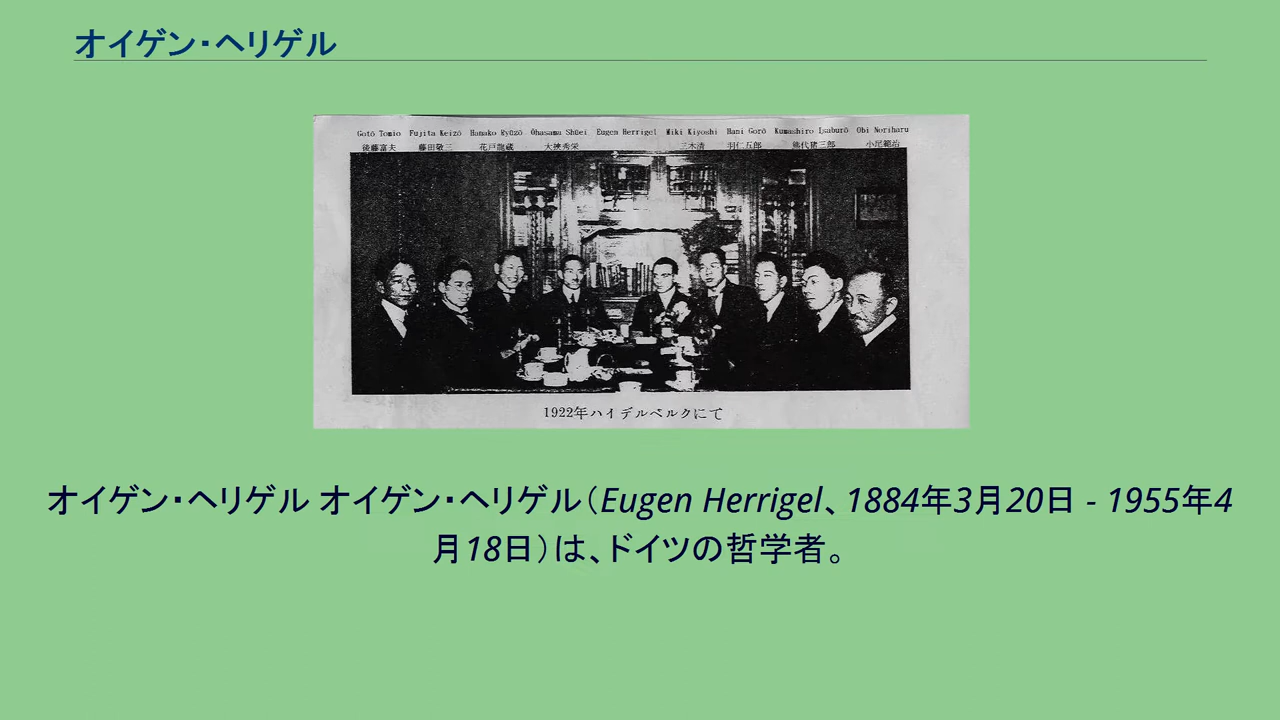 オイゲン・ヘリゲル
Gotō Tomio Fujita Keizō Hanako Ryūzō Ōhasama Shūei Eugen Herrigel Miki Kiyoshi Hani Gorō Kumashiro Isaburō Obi Noriharu
後藤富夫 藤田敬三 花戸龍蔵 大峡秀栄 三木清 羽仁五郎 熊代猪三郎 小尾範治
1922年ハイデルベルクにて
オイゲン・ヘリゲル オイゲン・ヘリゲル（Eugen Herrigel、1884年3月20日 - 1955年4
月18日）は、ドイツの哲学者。